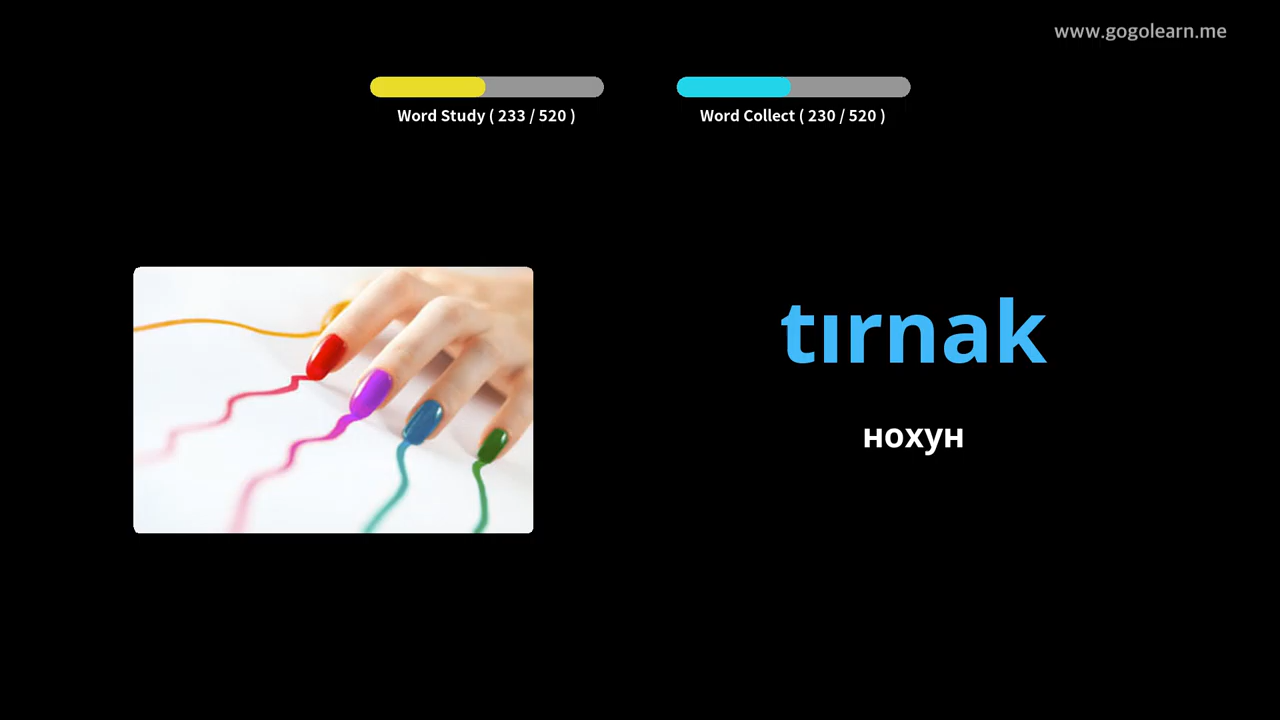 www.gogolearn.me
Word Study ( 233 / 520 )
Word Collect ( 230 / 520 )
tırnak
нохун